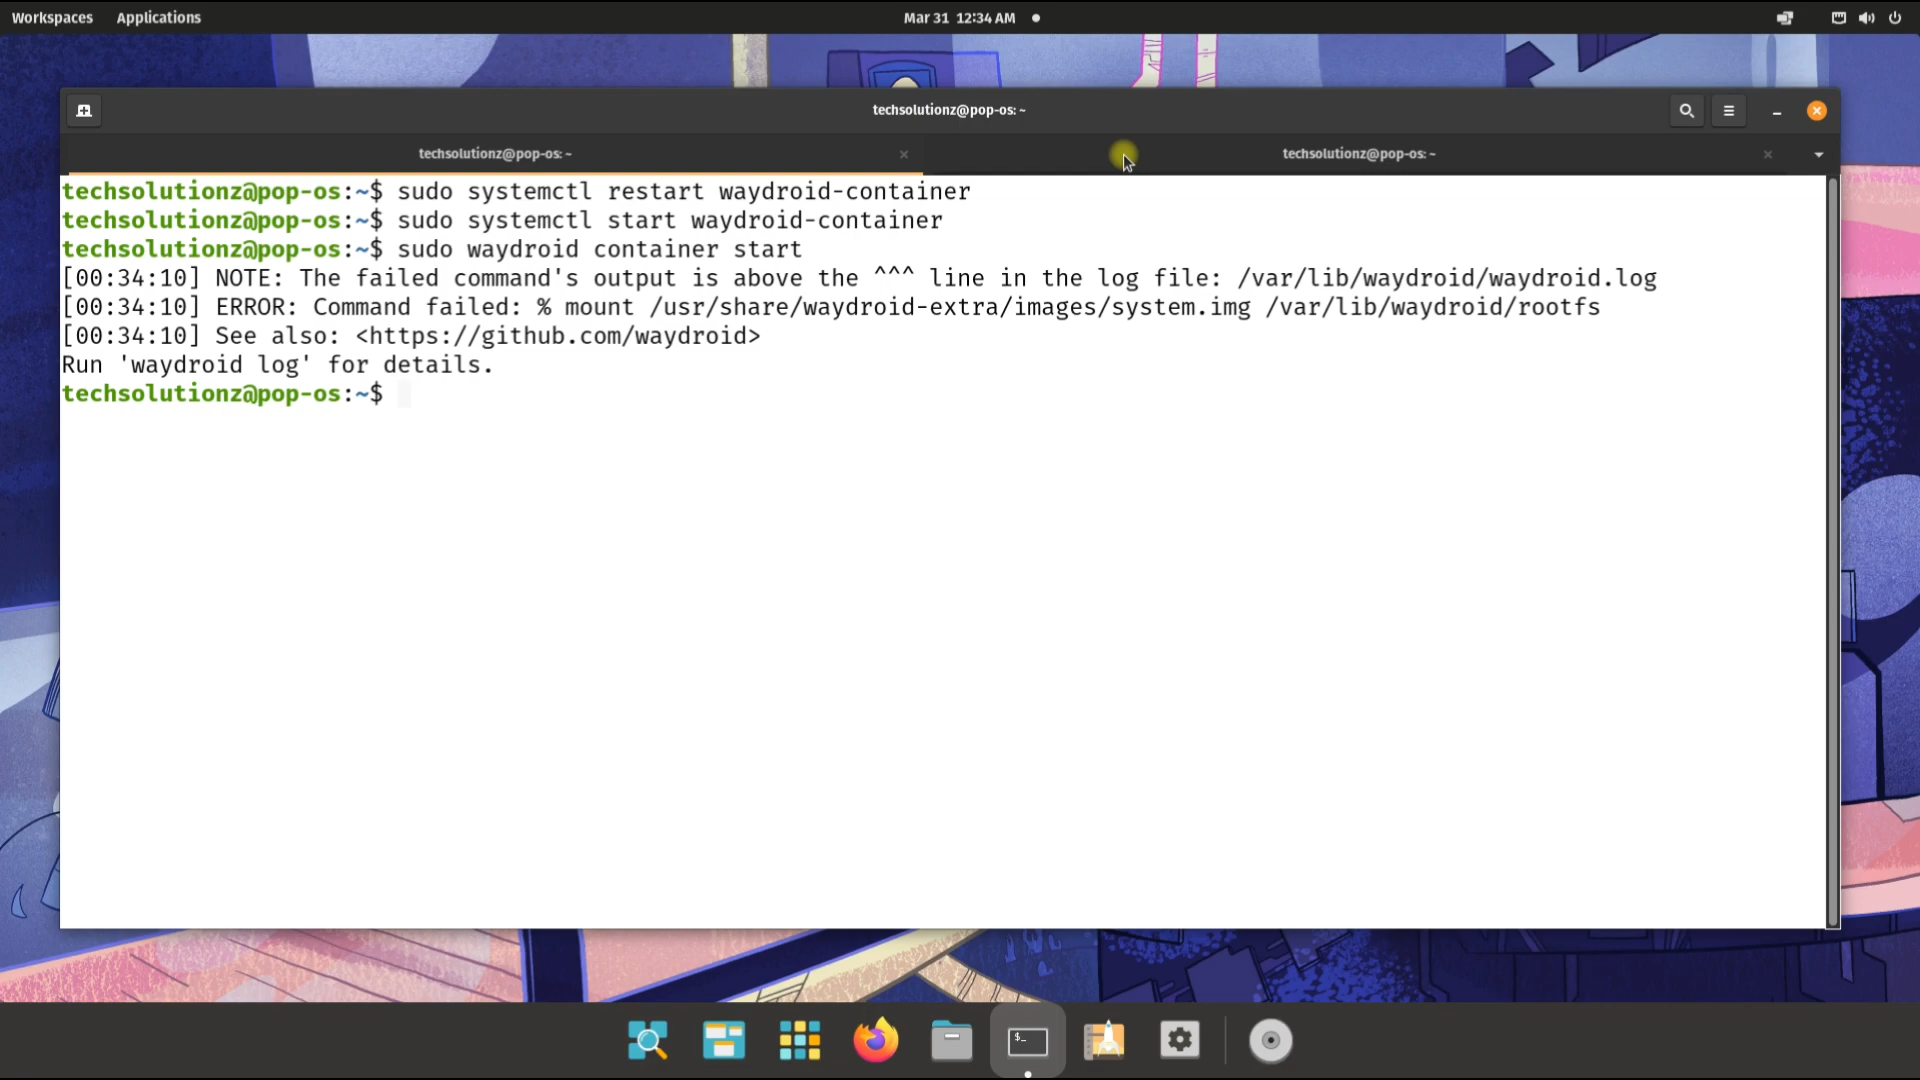 Workspaces Applications Mar 31 12:34 AM
techsolutionz@pop-os: ~
techsolutionz@pop-os: ~ techsolutionz@pop-os: ~
techsolutionz@pop-os:~$ sudo systemctl restart waydroid-container
techsolutionz@pop-os:~$ sudo systemctl start waydroid-container
techsolutionz@pop-os:~$ sudo waydroid container start
[00:34:10] NOTE: The failed command's output is above the ^^^ line in the log file: /var/lib/waydroid/waydroid.log
[00:34:10] ERROR: Command failed: % mount /usr/share/waydroid-extra/images/system.img /var/lib/waydroid/rootfs
[00:34:10] See also: <https://github.com/waydroid>
Run 'waydroid log' for details.
techsolutionz@pop-os:~$
$_